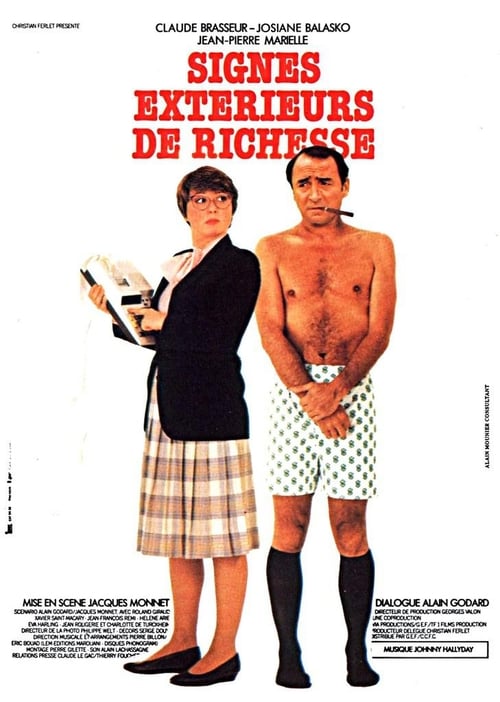 CHRISTIAN FERLET PRESENTE
CLAUDE BRASSEUR - JOSIANE BALASKO
JEAN-PIERRE MARIELLE
SIGNES
EXTERIEURS
DE RICHESSE
ALAIN MOUNIER CONSULTANT
MISE EN SCENE JACQUES MONNET
SCENARIO ALAIN GODARD/JACQUES MONNET AVEC ROLAND GIRAUD
XAVIER SAINT MACARY · JEAN FRANÇOIS REMI · HELENE ARIE
EVA HARLING · JEAN ROUGERIE ET CHARLOTTE DE TURCKHEIM
DIRECTEUR DE LA PHOTO PHILIPPE WELT · DECORS SERGE DOU
DIRECTION MUSICALE ET ARRANGEMENTS PIERRE BILLON/
ERIC BOUAD (LEM EDITIONS MAROUANI · DISQUES PHONOGRAM)
MONTAGE PIERRE GILETTE · SON ALAIN LACHASSAGNE
RELATIONS PRESSE CLAUDE LE GAC/THIERRY
DIALOGUE ALAIN GODARD
DIRECTEUR DE PRODUCTION GEORGES VALON
UNE COPRODUCTION
PRODUCTIONS/G.E.F./TF1 FILMS PRODUCTION
PRODUCTEUR DELEGUE CHRISTIAN FERLET
DISTRIBUE PAR G.E.F./C.C.F.C.
MUSIQUE JOHNNY HALLYDAY